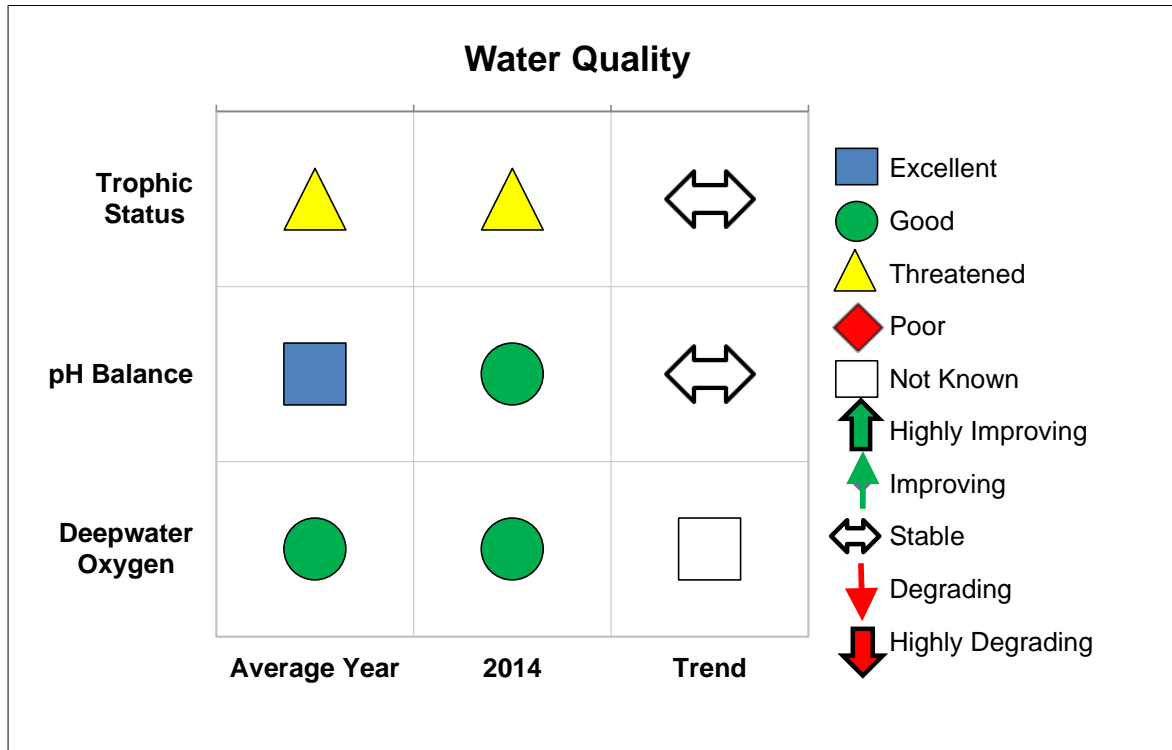 Water Quality
Trophic
Status
pH Balance
Deepwater
Oxygen
Average Year
2014
Trend
Excellent
Good
Threatened
Poor
Not Known
Highly Improving
Improving
Stable
Degrading
Highly Degrading